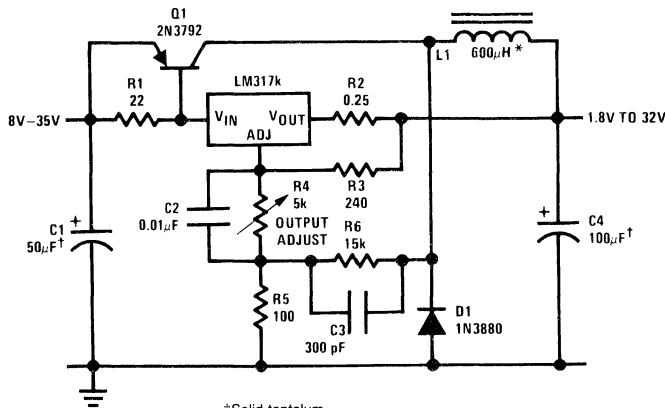 Q1
2N3792
600μH*
L1
R1
22
LM317k
R2
0.25
8V–35V
VIN
VOUT
ADJ
1.8V TO 32V
C2
0.01μF
R4
5k
OUTPUT
ADJUST
R3
240
R6
15k
+
C1
50μF†
+
C4
100μF†
R5
100
C3
300 pF
D1
1N3880
†Solid tantalum